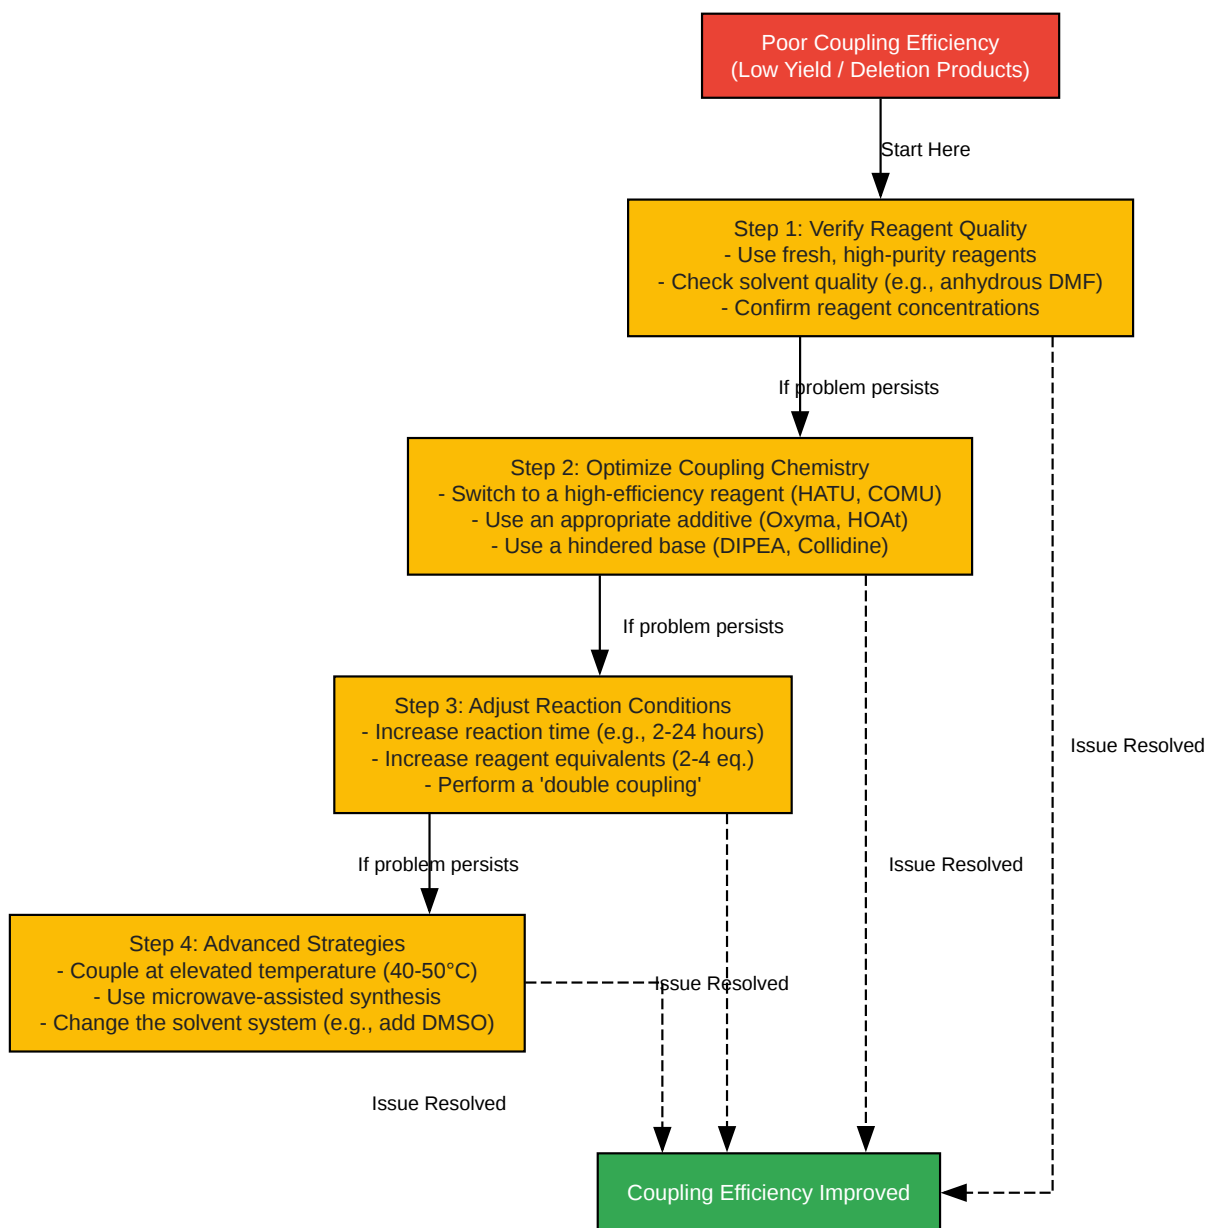 Poor Coupling Efficiency
(Low Yield / Deletion Products)
Start Here
Step 1: Verify Reagent Quality
- Use fresh, high-purity reagents
- Check solvent quality (e.g., anhydrous DMF)
- Confirm reagent concentrations
If problem persists
Step 2: Optimize Coupling Chemistry
- Switch to a high-efficiency reagent (HATU, COMU)
- Use an appropriate additive (Oxyma, HOAt)
- Use a hindered base (DIPEA, Collidine)
If problem persists
Step 3: Adjust Reaction Conditions
- Increase reaction time (e.g., 2-24 hours)
- Increase reagent equivalents (2-4 eq.)
- Perform a 'double coupling'
Issue Resolved
If problem persists
Issue Resolved
Step 4: Advanced Strategies
- Couple at elevated temperature (40-50°C)
- Use microwave-assisted synthesis
- Change the solvent system (e.g., add DMSO)
Issue Resolved
Issue Resolved
Coupling Efficiency Improved